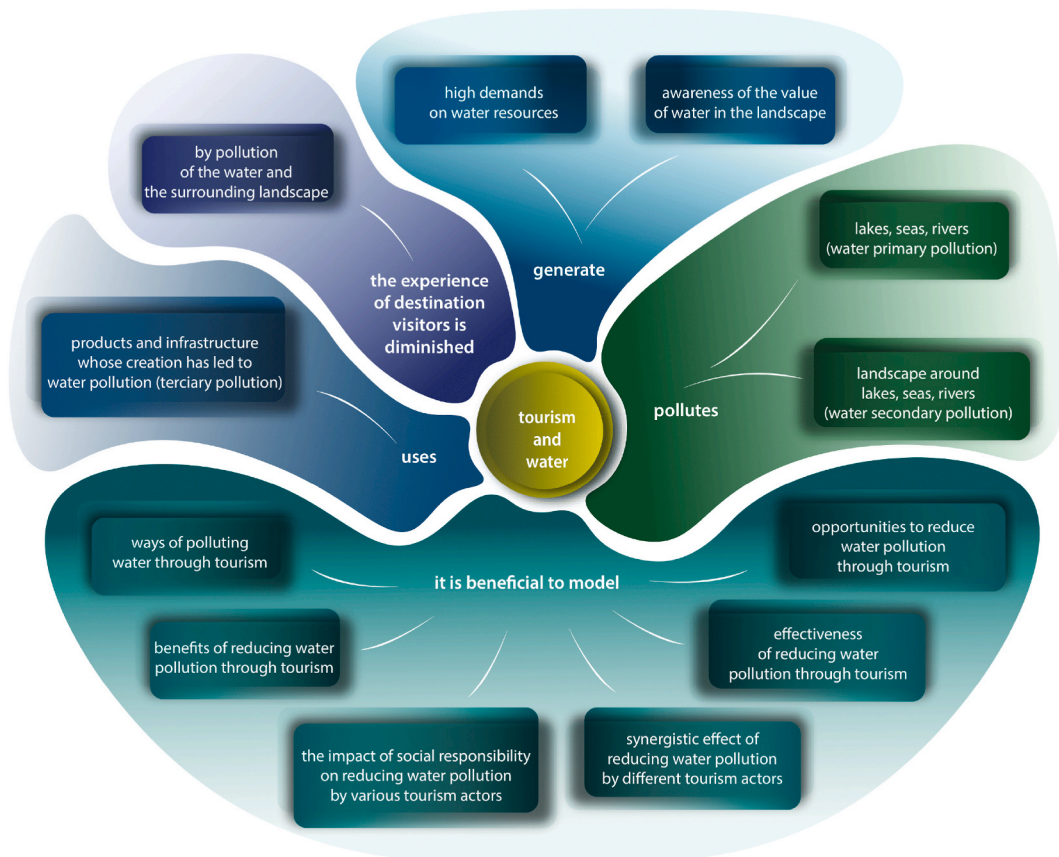 high demands
on water resources
awareness of the value
of water in the landscape
generate
by pollution
of the water and
the surrounding landscape
the experience
of destination
visitors is
diminished
lakes, seas, rivers
(water primary pollution)
landscape around
lakes, seas, rivers
(water secondary pollution)
pollutes
products and infrastructure
whose creation has led to
water pollution (terciary pollution)
uses
tourism
and
water
it is beneficial to model
ways of polluting
water through tourism
benefits of reducing water
pollution through tourism
the impact of social responsibility
on reducing water pollution
by various tourism actors
synergistic effect of
reducing water pollution
by different tourism actors
effectiveness
of reducing water
pollution through tourism
opportunities to reduce
water pollution
through tourism